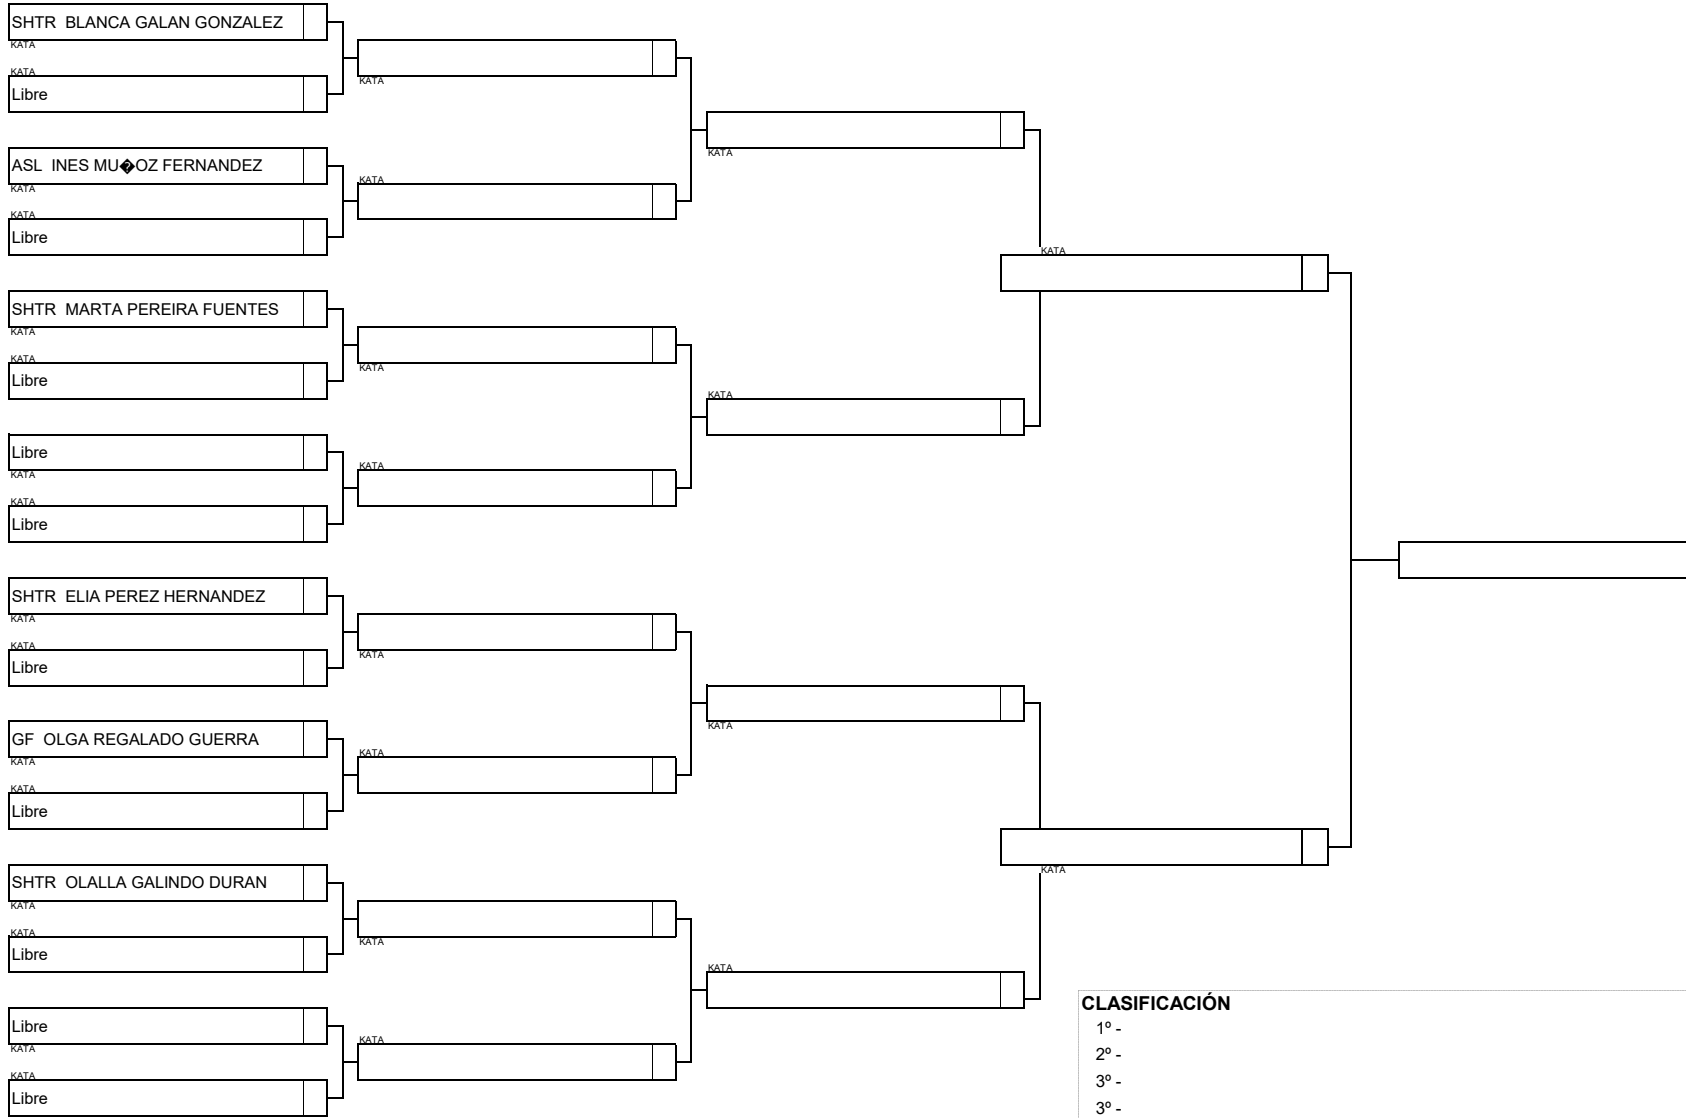 SHTR BLANCA GALAN GONZALEZ
KATA
KATA
Libre
ASL INES MU�OZ FERNANDEZ
KATA
KATA
Libre
SHTR MARTA PEREIRA FUENTES
KATA
KATA
Libre
Libre
KATA
KATA
Libre
SHTR ELIA PEREZ HERNANDEZ
KATA
KATA
Libre
GF OLGA REGALADO GUERRA
KATA
KATA
Libre
SHTR OLALLA GALINDO DURAN
KATA
KATA
Libre
Libre
KATA
KATA
Libre
KATA
KATA
KATA
KATA
KATA
KATA
KATA
KATA
KATA
KATA
KATA
KATA
KATA
KATA
CLASIFICACIÓN
1º -
2º -
3º -
3º -